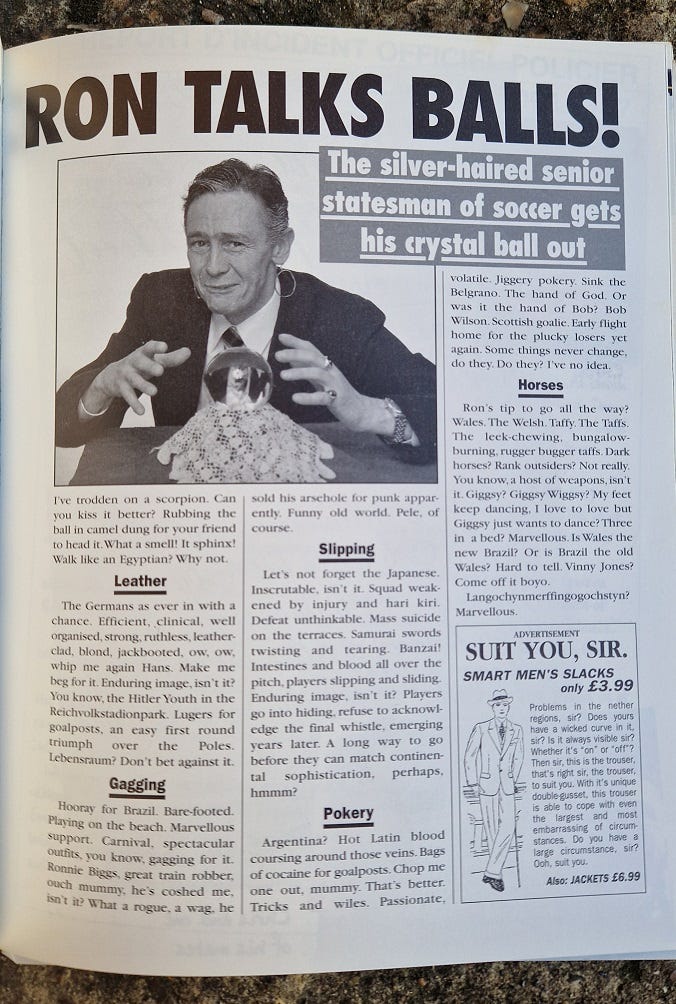 RON TALKS BALLS!
The silver-haired senior
statesman of soccer gets
his crystal ball out
I've trodden on a scorpion. Can
you kiss it better? Rubbing the
ball in camel dung for your friend
to head it. What a smell! It sphinx!
Walk like an Egyptian? Why not.
Leather
The Germans as ever in with a
chance. Efficient, clinical, well
organised, strong, ruthless, leather-
clad, blond, jackbooted, ow, ow,
whip me again Hans. Make me
beg for it. Enduring image, isn't it?
You know, the Hitler Youth in the
Reichvolkstadionpark. Lugers for
goalposts, an easy first round
triumph over the Poles.
Lebensraum? Don't bet against it.
Gagging
Hooray for Brazil. Bare-footed.
Playing on the beach. Marvellous
support. Carnival, spectacular
outfits, you know, gagging for it.
Ronnie Biggs, great train robber,
ouch mummy, he's coshed me,
isn't it? What a rogue, a wag, he
sold his arsehole for punk appar-
ently. Funny old world. Pele, of
course.
Slipping
Let's not forget the Japanese.
Inscrutable, isn't it. Squad weak-
ened by injury and hari kiri.
Defeat unthinkable. Mass suicide
on the terraces. Samurai swords
twisting and tearing. Banzai!
Intestines and blood all over the
pitch, players slipping and sliding.
Enduring image, isn't it? Players
go into hiding, refuse to acknowl-
edge the final whistle, emerging
years later. A long way to go
before they can match continen-
tal sophistication, perhaps,
hmmm?
Pokery
Argentina? Hot Latin blood
coursing around those veins. Bags
of cocaine for goalposts. Chop me
one out, mummy. That's better.
Tricks and wiles. Passionate,
volatile. Jiggery pokery. Sink the
Belgrano. The hand of God. Or
was it the hand of Bob? Bob
Wilson. Scottish goalie. Early flight
home for the plucky losers yet
again. Some things never change,
do they. Do they? I've no idea.
Horses
Ron's tip to go all the way?
Wales. The Welsh. Taffy. The Taffs.
The leek-chewing, bungalow-
burning, rugger bugger taffs. Dark
horses? Rank outsiders? Not really.
You know, a host of weapons, isn't
it. Giggsy? Giggsy Wiggsy? My feet
keep dancing, I love to love but
Giggsy just wants to dance? Three
in a bed? Marvellous. Is Wales the
new Brazil? Or is Brazil the old
Wales? Hard to tell. Vinny Jones?
Come off it boyo.
Langochynmerffingogochstyn?
Marvellous.
ADVERTISEMENT
SUIT YOU, SIR.
SMART MEN'S SLACKS
only £3.99
Problems in the nether
regions, sir? Does yours
have a wicked curve in it,
sir? Is it always visible sir?
Whether it's "on" or "off"?
Then sir, this is the trouser,
that's right sir, the trouser,
to suit you. With it's unique
double-gusset, this trouser
is able to cope with even
the largest and most
embarrassing of circum-
stances. Do you have a
large circumstance, sir?
Ooh, suit you.
Also: JACKETS £6.99